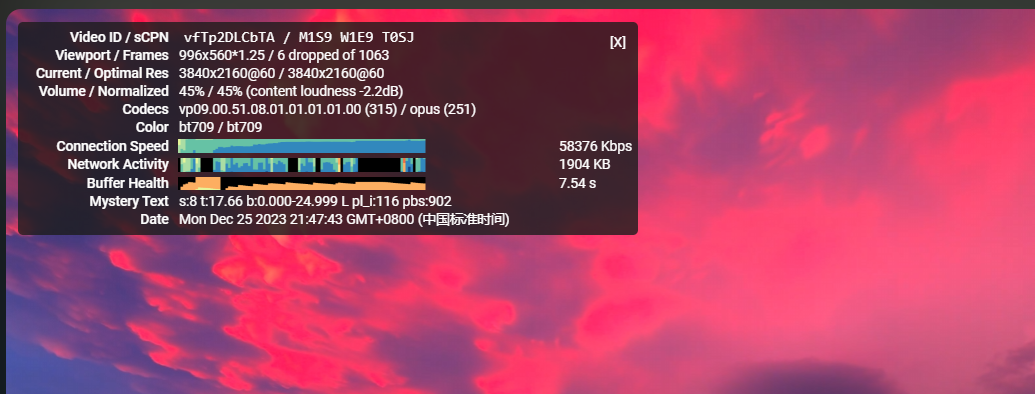 Video ID / sCPN vfTp2DLCbTA / M1S9 W1E9 T0SJ
[X]
Viewport / Frames 996x560*1.25 / 6 dropped of 1063
Current / Optimal Res 3840x2160@60 / 3840x2160@60
Volume / Normalized 45% / 45% (content loudness -2.2dB)
Codecs vp09.00.51.08.01.01.01.01.00 (315) / opus (251)
Color bt709 / bt709
Connection Speed 58376 Kbps
Network Activity 1904 KB
Buffer Health 7.54 s
Mystery Text s:8 t:17.66 b:0.000-24.999 L pl_i:116 pbs:902
Date Mon Dec 25 2023 21:47:43 GMT+0800 (中国标准时间)